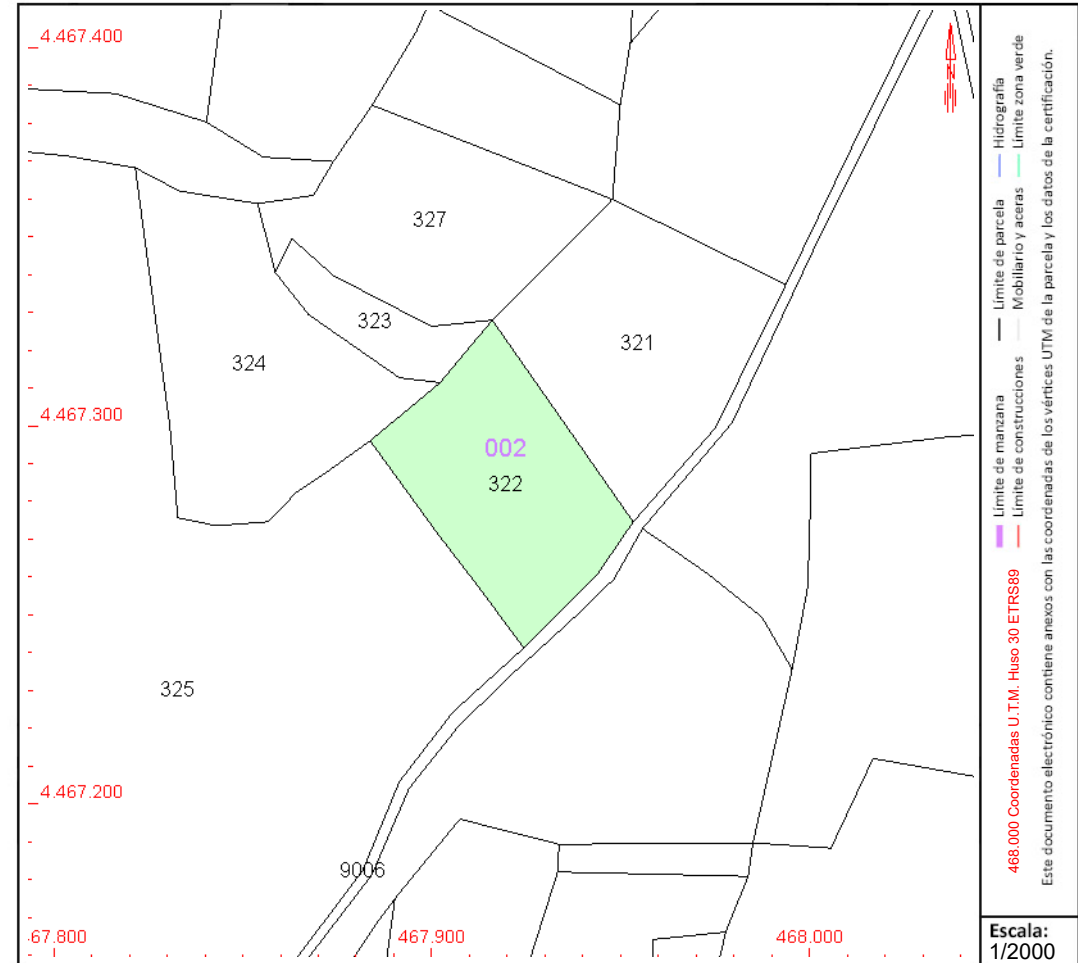 4.467.400
327
323
321
324
4.467.300
002
322
325
4.467.200
9006
:67.800
467.900
468.000
N
Hidrografía
Límite zona verde
Límite de parcela
Mobiliario y aceras
Límite de manzana
Límite de construcciones
468.000 Coordenadas U.T.M. Huso 30 ETRS89
Este documento electrónico contiene anexos con las coordenadas de los vértices UTM de la parcela y los datos de la certificación.
Escala:
1/2000